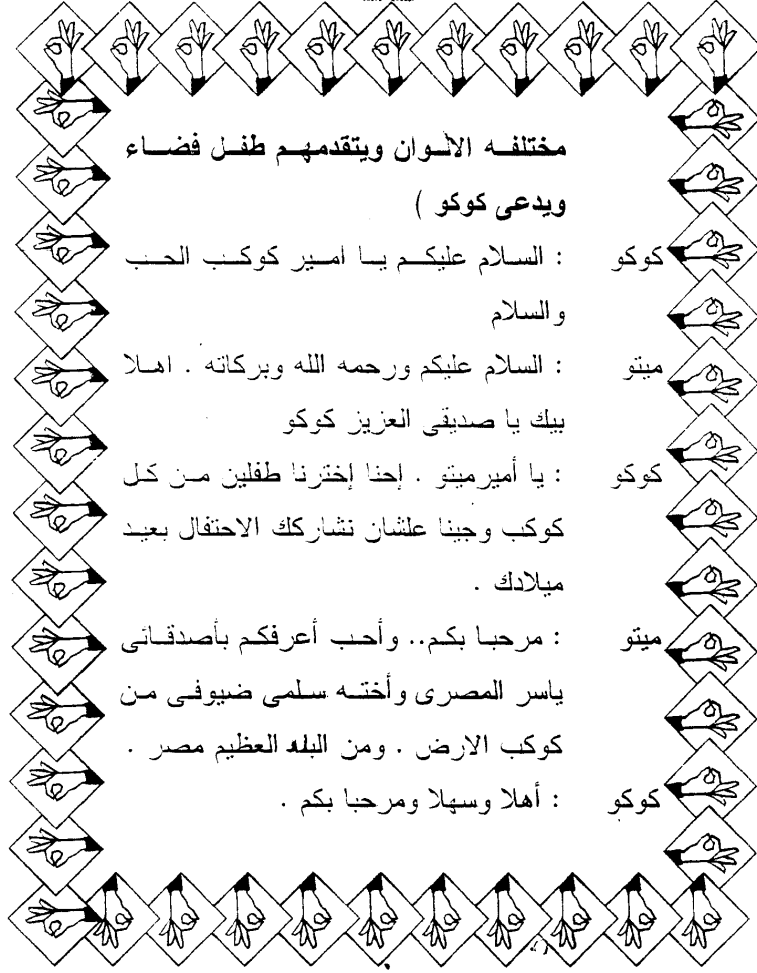 مختلفه الألوان ويتقدمهم طفل فضاء
ويدعى كوكو )
كوكو : السلام عليكم يا امير كوكب الحب
والسلام
ميتو : السلام عليكم ورحمه الله وبركاته . اهلا
بيك يا صديقى العزيز كوكو
كوكو : يا أميرميتو . إحنا إخترنا طفلين من كل
كوكب وجينا علشان نشاركك الاحتفال بعيد
ميلادك .
ميتو : مرحبا بكم.. وأحب أعرفكم بأصدقائى
ياسر المصرى وأخته سلمى ضيوفى من
كوكب الارض . ومن البلد العظيم مصر .
كوكو : أهلا وسهلا ومرحبا بكم .